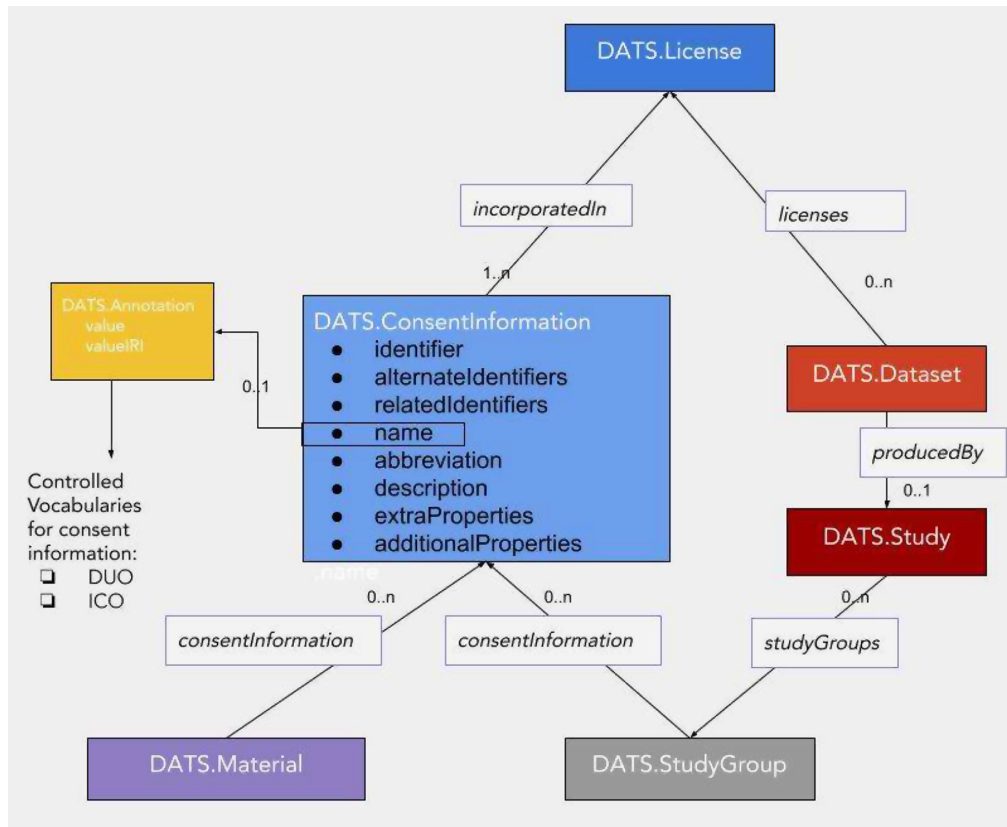 DATS.License
incorporatedIn
licenses
1..n
0..n
DATS.Annotation
value
valueIRI
0..1
DATS.ConsentInformation
● identifier
● alternateIdentifiers
● relatedIdentifiers
● name
● abbreviation
● description
● extraProperties
● additionalProperties
.name
DATS.Dataset
producedBy
0..1
DATS.Study
Controlled
Vocabularies
for consent
information:
❑ DUO
❑ ICO
0..n
0..n
0..n
consentInformation
consentInformation
studyGroups
DATS.Material
DATS.StudyGroup